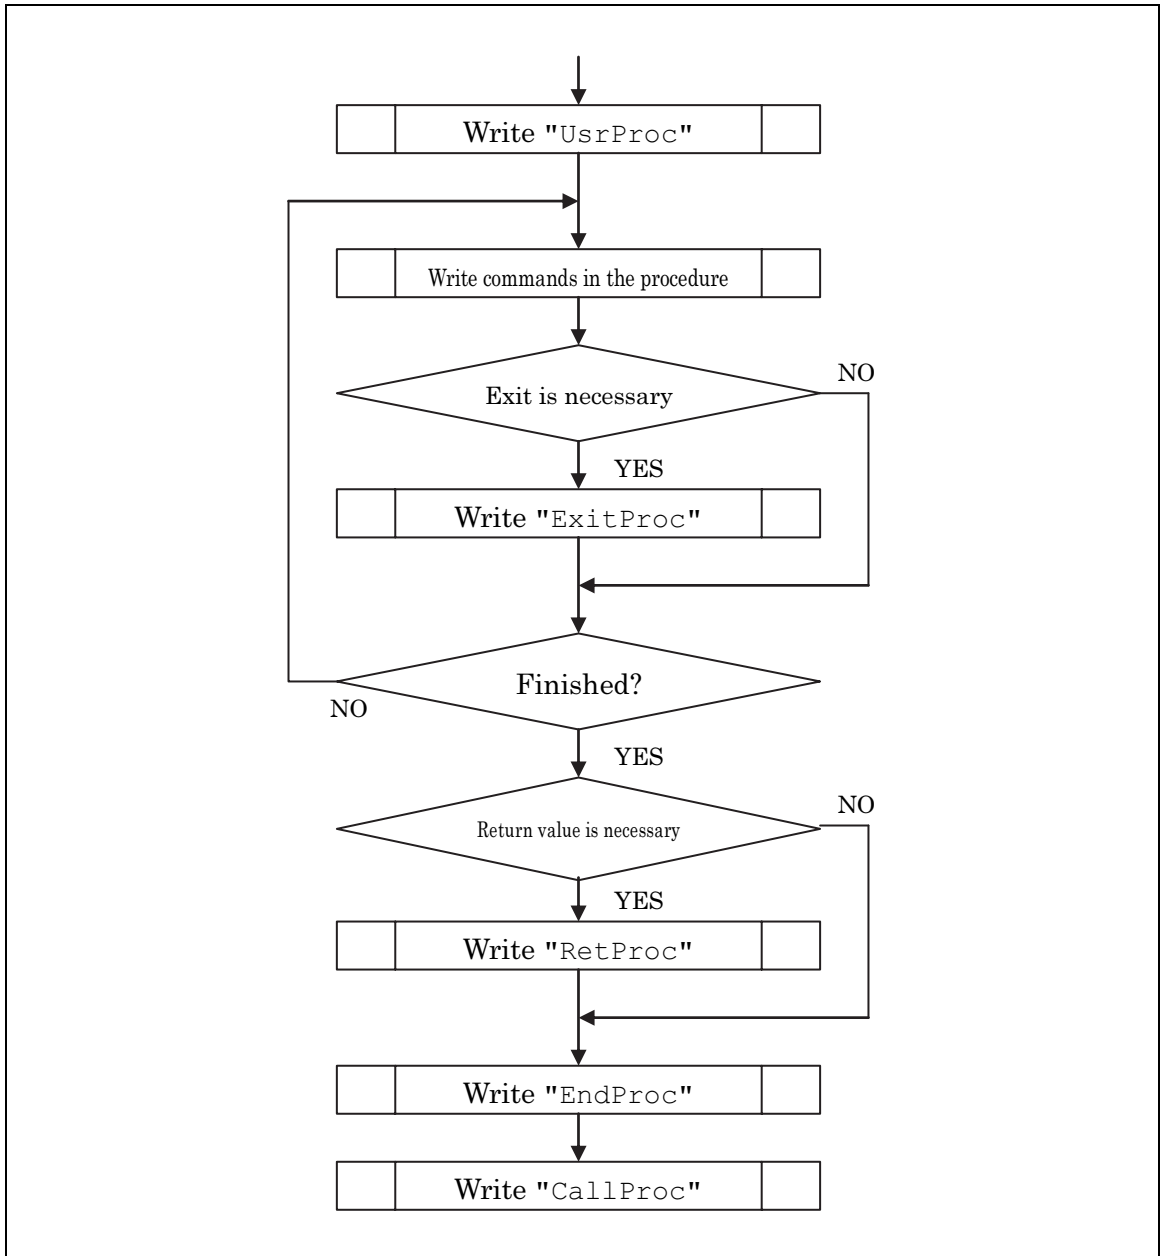 Write "UsrProc"
Write commands in the procedure
NO
Exit is necessary
YES
Write "ExitProc"
Finished?
NO
YES
NO
Return value is necessary
YES
Write "RetProc"
Write "EndProc"
Write "CallProc"